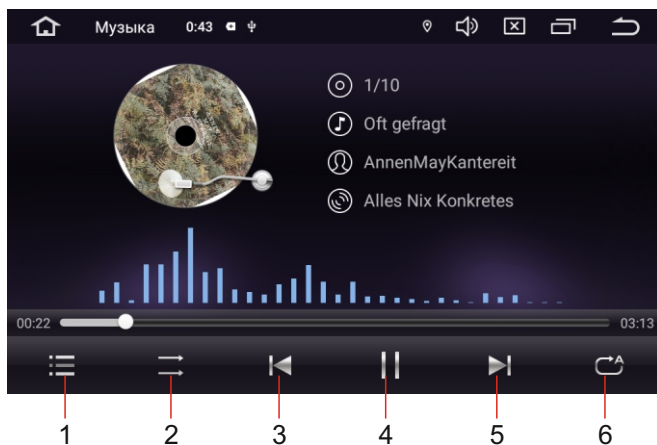 Музыка 0:43
1/10
Oft gefragt
AnnenMayKantereit
Alles Nix Konkretes
00:22 03:13
A
1 2 3 4 5 6